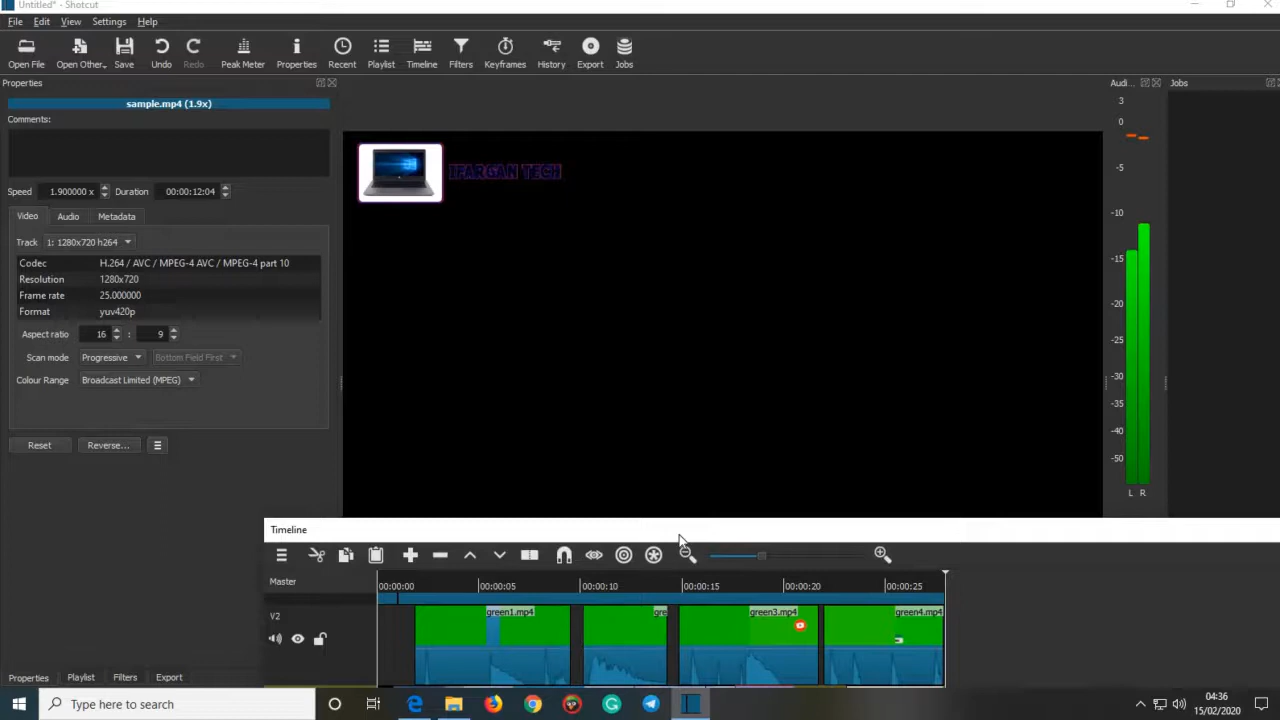 Untitled* - Shotcut
File Edit View Settings Help
Open File Open Other.. Save Undo Redo Peak Meter Properties Recent Playlist Timeline Filters Keyframes History Export Jobs
Properties
Audi...
Jobs
sample.mp4 (1.9x)
Comments:
Speed 1.900000 x Duration 00:00:12:04
Video Audio Metadata
Track 1: 1280x720 h264
Codec H.264 / AVC / MPEG-4 AVC / MPEG-4 part 10
Resolution 1280x720
Frame rate 25.000000
Format yuv420p
Aspect ratio 16 : 9
Scan mode Progressive Bottom Field First
Colour Range Broadcast Limited (MPEG)
Reset Reverse...
IFARGAN TECH
3
0
-5
-10
-15
-20
-25
-30
-35
-40
-50
L R
Timeline
Master
00:00:00 00:00:05 00:00:10 00:00:15 00:00:20 00:00:25
V2
green1.mp4 gre green3.mp4 green4.mp4
Properties Playlist Filters Export
Type here to search
04:36
15/02/2020